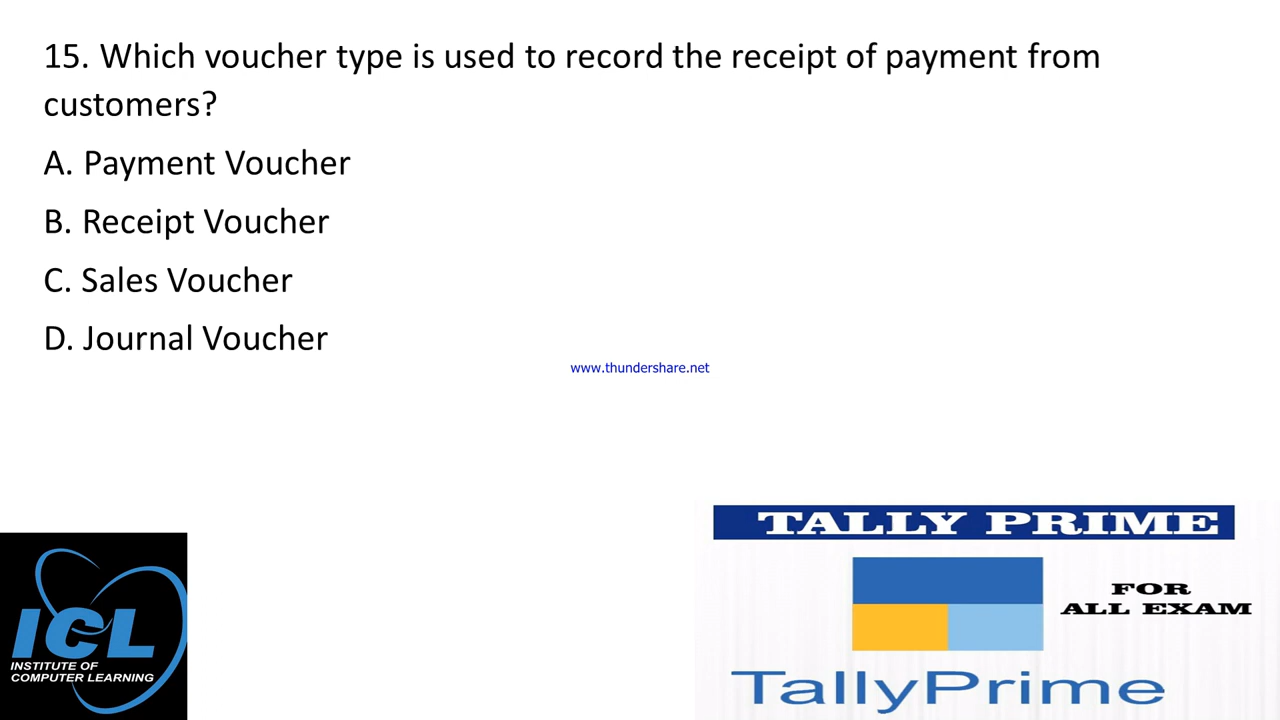 15. Which voucher type is used to record the receipt of payment from
customers?
A. Payment Voucher
B. Receipt Voucher
C. Sales Voucher
D. Journal Voucher
www.thundershare.net
TALLY PRIME
FOR
ALL EXAM
TallyPrime
ICL
INSTITUTE OF
COMPUTER LEARNING